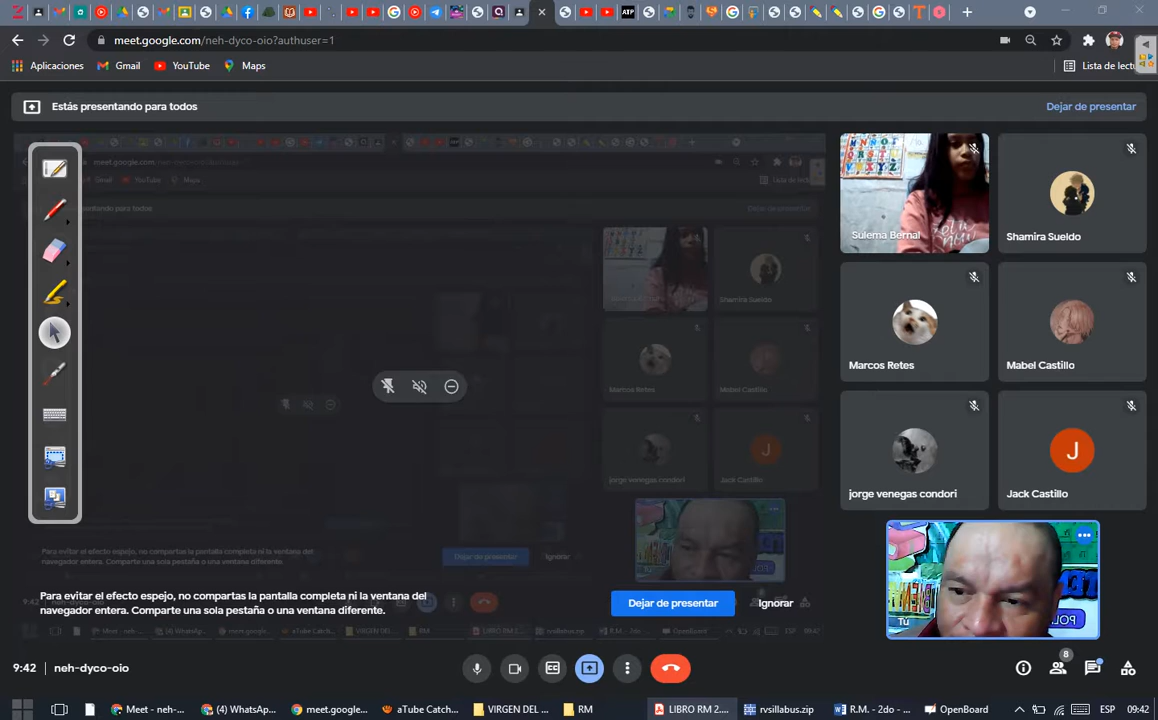 meet.google.com/neh-dyco-oio?authuser=1
Aplicaciones
Gmail
YouTube
Maps
Lista de lectu
Estás presentando para todos
Dejar de presentar
Sulema Bernal
Shamira Sueldo
Marcos Retes
Mabel Castillo
jorge venegas condori
J
Jack Castillo
Tú
Para evitar el efecto espejo, no compartas la pantalla completa ni la ventana del
navegador entera. Comparte una sola pestaña o una ventana diferente.
Dejar de presentar
Ignorar
9:42
neh-dyco-oio
8
Meet - neh-...
(4) WhatsAp...
meet.google...
aTube Catch...
VIRGEN DEL ...
RM
LIBRO RM 2....
rvsillabus.zip
R.M. - 2do - ...
OpenBoard
ESP
09:42